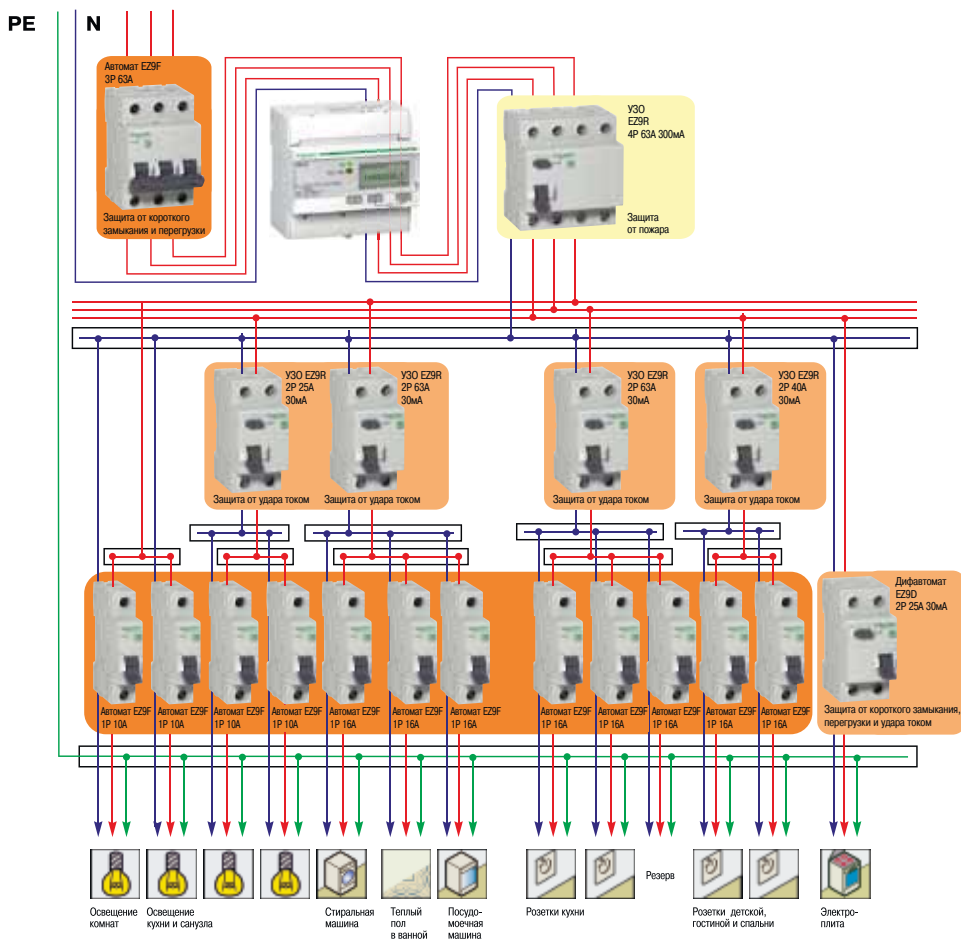 PE N
Автомат EZ9F
3P 63A
Защита от короткого
замыкания и перегрузки
УЗО
EZ9R
4P 63A 300мА
Защита
от пожара
УЗО EZ9R
2P 25A
30мА
Защита от удара током
УЗО EZ9R
2P 63A
30мА
Защита от удара током
УЗО EZ9R
2P 63A
30мА
Защита от удара током
УЗО EZ9R
2P 40A
30мА
Защита от удара током
Автомат EZ9F
1P 10A
Автомат EZ9F
1P 10A
Автомат EZ9F
1P 10A
Автомат EZ9F
1P 10A
Автомат EZ9F
1P 16A
Автомат EZ9F
1P 16A
Автомат EZ9F
1P 16A
Автомат EZ9F
1P 16A
Автомат EZ9F
1P 16A
Автомат EZ9F
1P 16A
Автомат EZ9F
1P 16A
Автомат EZ9F
1P 16A
Дифавтомат
EZ9D
2P 25A 30мА
Защита от короткого замыкания,
перегрузки и удара током
Освещение
комнат
Освещение
кухни и санузла
Стиральная
машина
Теплый
пол
в ванной
Посудо-
моечная
машина
Розетки кухни
Резерв
Розетки детской,
гостиной и спальни
Электро-
плита